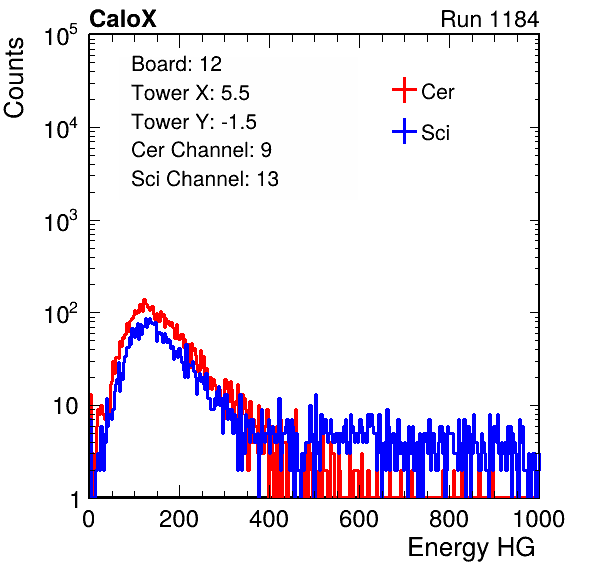 CaloX
Run 1184
Counts
10^5
10^4
10^3
10^2
10
1
Board: 12
Tower X: 5.5
Tower Y: -1.5
Cer Channel: 9
Sci Channel: 13
Cer
Sci
0 200 400 600 800 1000
Energy HG